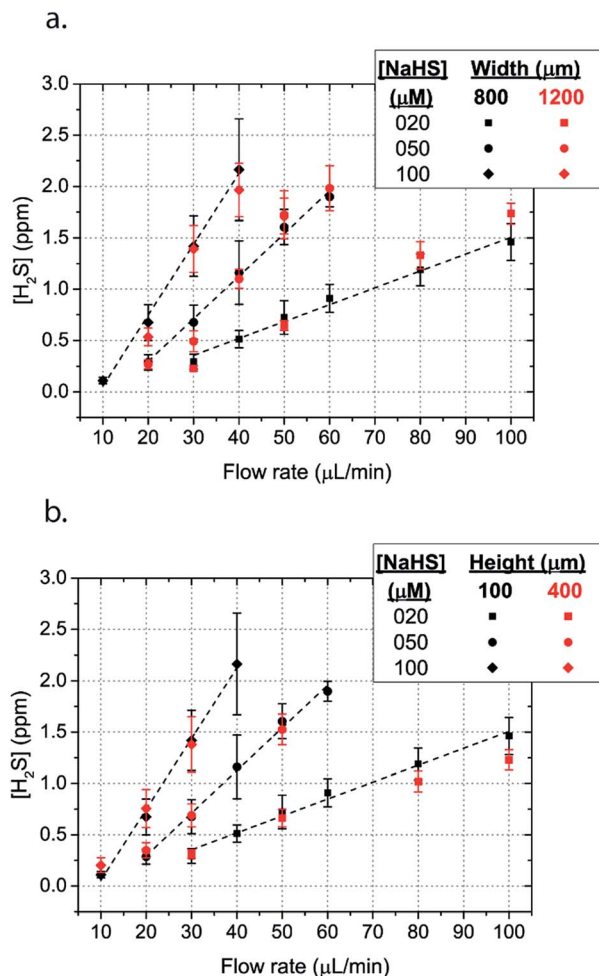 a.
[NaHS] Width (μm)
(μM) 800 1200
020
050
100
3.0
2.5
2.0
1.5
1.0
0.5
0.0
[H₂S] (ppm)
10 20 30 40 50 60 70 80 90 100
Flow rate (μL/min)
b.
[NaHS] Height (μm)
(μM) 100 400
020
050
100
3.0
2.5
2.0
1.5
1.0
0.5
0.0
[H₂S] (ppm)
10 20 30 40 50 60 70 80 90 100
Flow rate (μL/min)